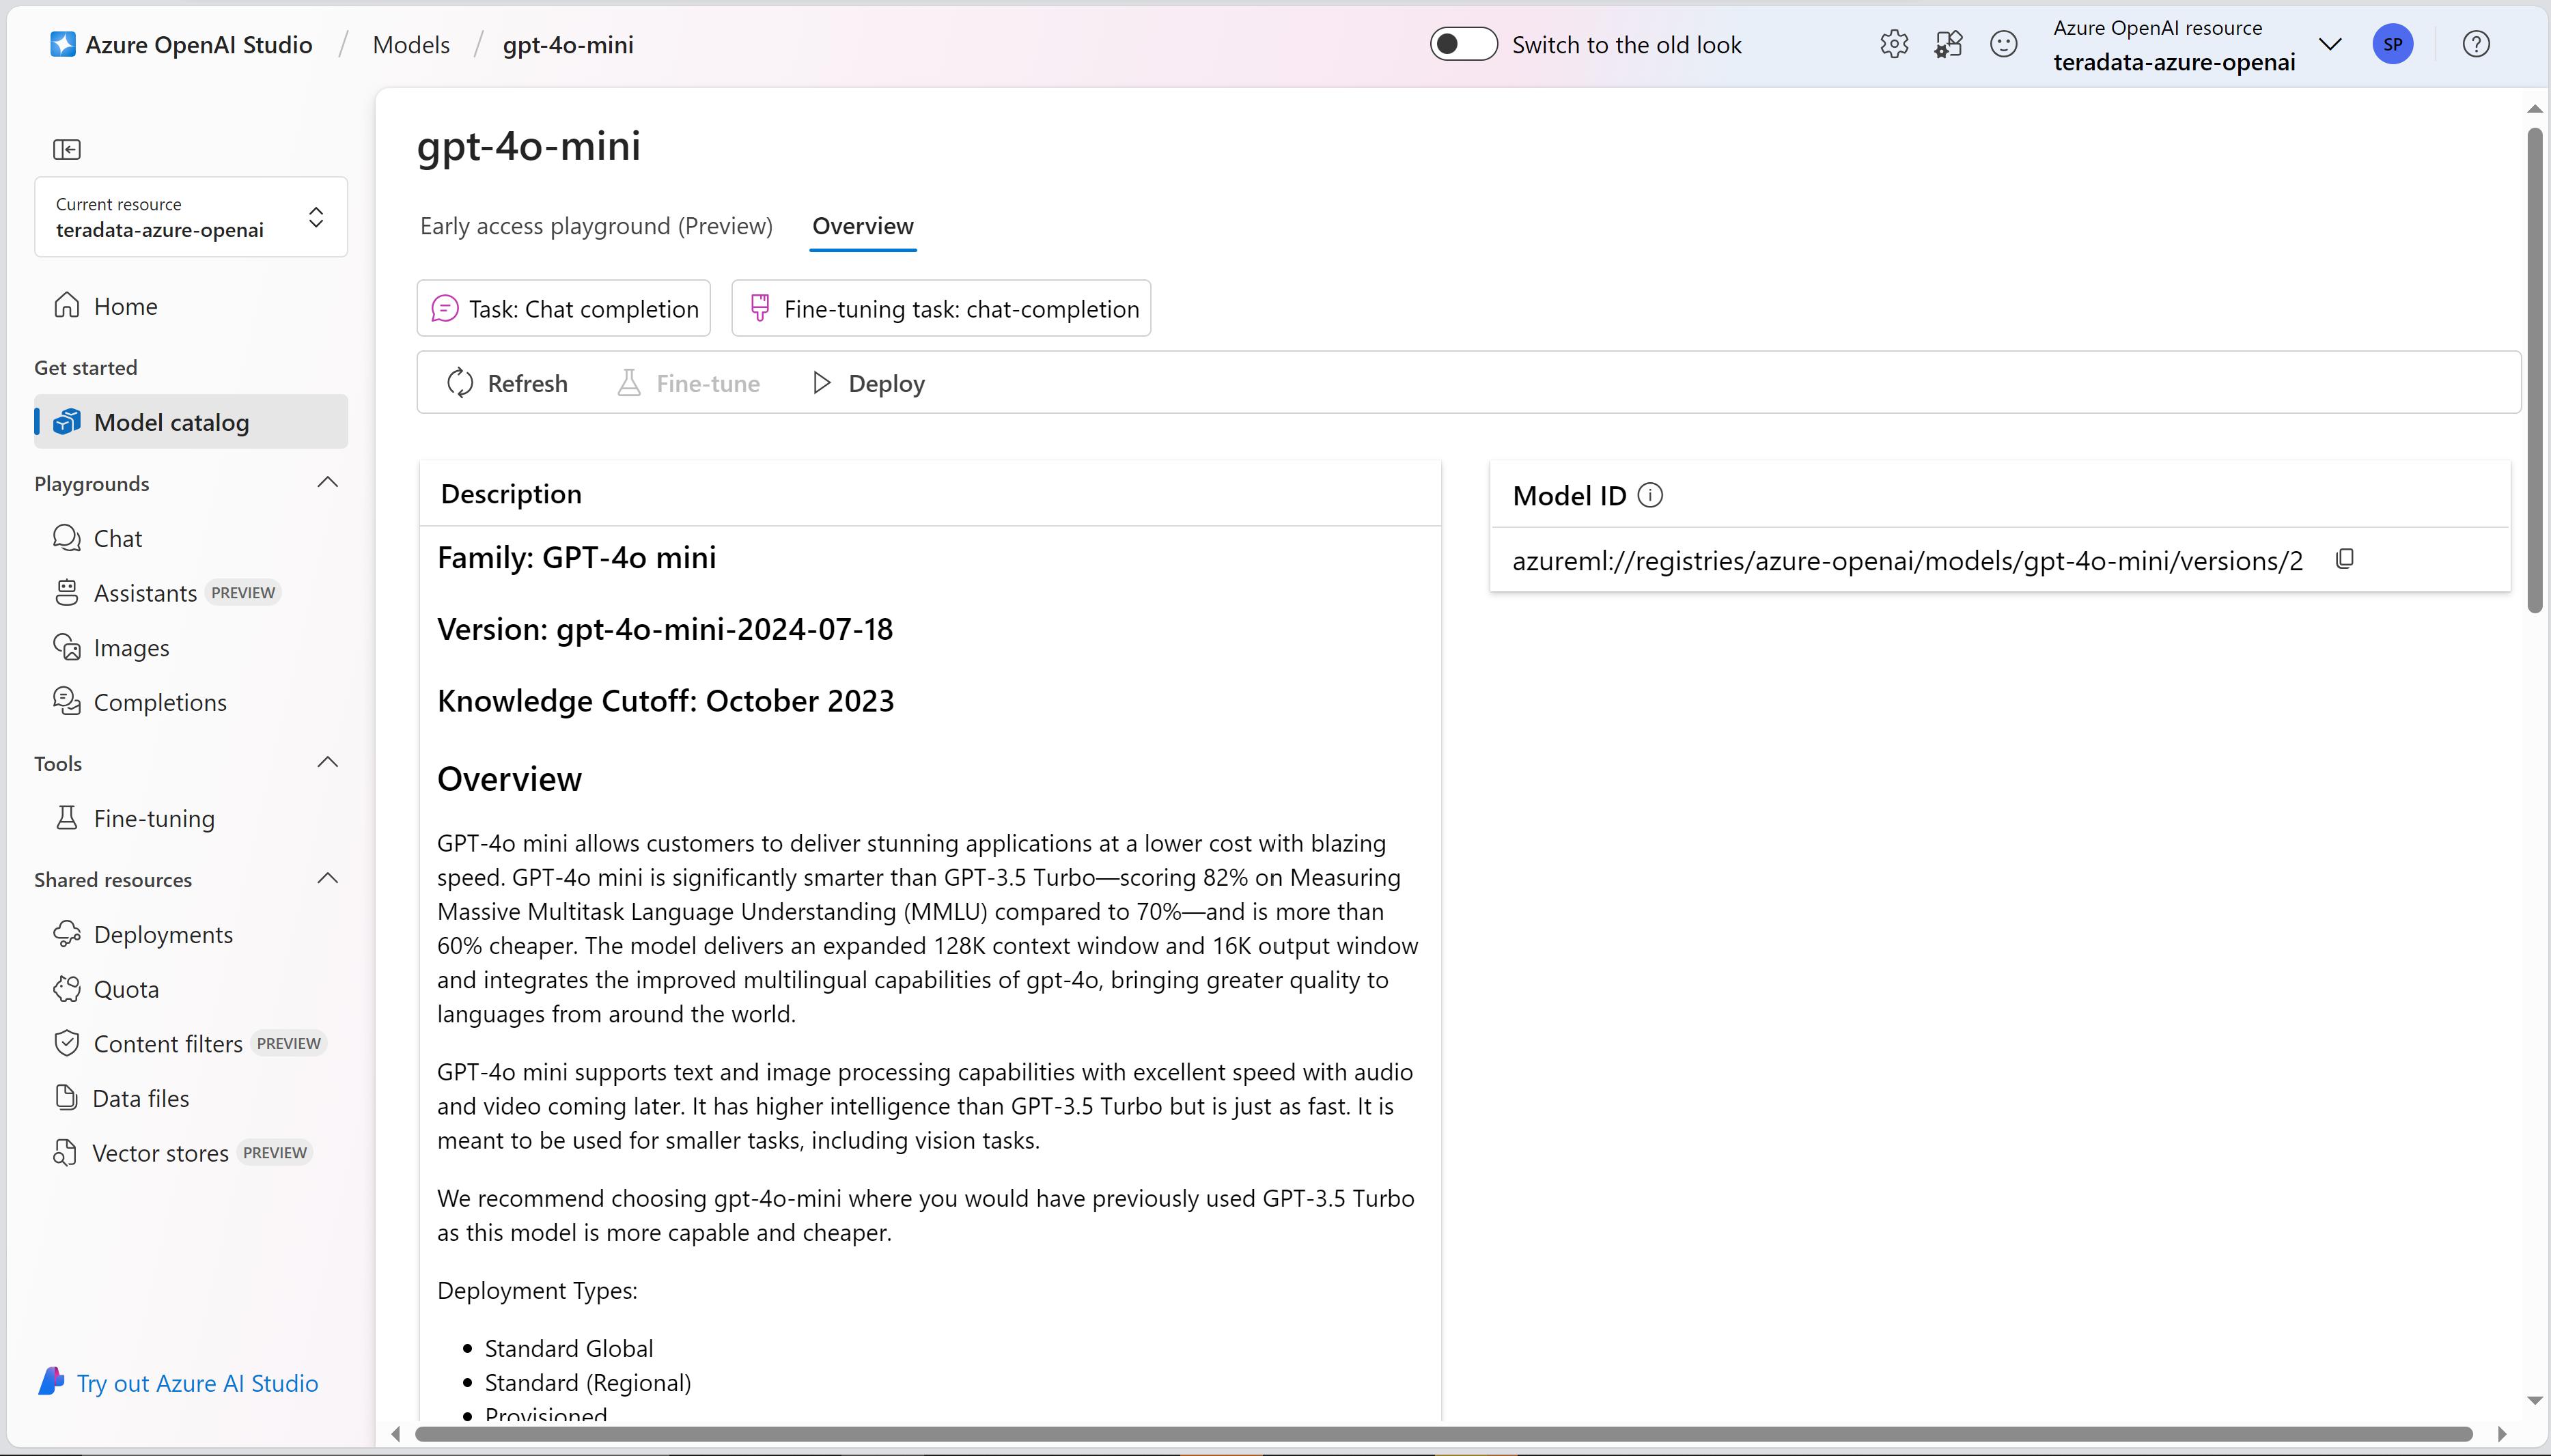 Azure OpenAI Studio / Models / gpt-4o-mini
Switch to the old look
Azure OpenAI resource
teradata-azure-openai
SP
Current resource
teradata-azure-openai
Home
Get started
Model catalog
Playgrounds
Chat
Assistants PREVIEW
Images
Completions
Tools
Fine-tuning
Shared resources
Deployments
Quota
Content filters PREVIEW
Data files
Vector stores PREVIEW
Try out Azure AI Studio
gpt-4o-mini
Early access playground (Preview) Overview
Task: Chat completion Fine-tuning task: chat-completion
Refresh Fine-tune Deploy
Description
Family: GPT-4o mini
Version: gpt-4o-mini-2024-07-18
Knowledge Cutoff: October 2023
Overview
GPT-4o mini allows customers to deliver stunning applications at a lower cost with blazing
speed. GPT-4o mini is significantly smarter than GPT-3.5 Turbo—scoring 82% on Measuring
Massive Multitask Language Understanding (MMLU) compared to 70%—and is more than
60% cheaper. The model delivers an expanded 128K context window and 16K output window
and integrates the improved multilingual capabilities of gpt-4o, bringing greater quality to
languages from around the world.
GPT-4o mini supports text and image processing capabilities with excellent speed with audio
and video coming later. It has higher intelligence than GPT-3.5 Turbo but is just as fast. It is
meant to be used for smaller tasks, including vision tasks.
We recommend choosing gpt-4o-mini where you would have previously used GPT-3.5 Turbo
as this model is more capable and cheaper.
Deployment Types:
• Standard Global
• Standard (Regional)
• Provisioned
Model ID
azureml://registries/azure-openai/models/gpt-4o-mini/versions/2